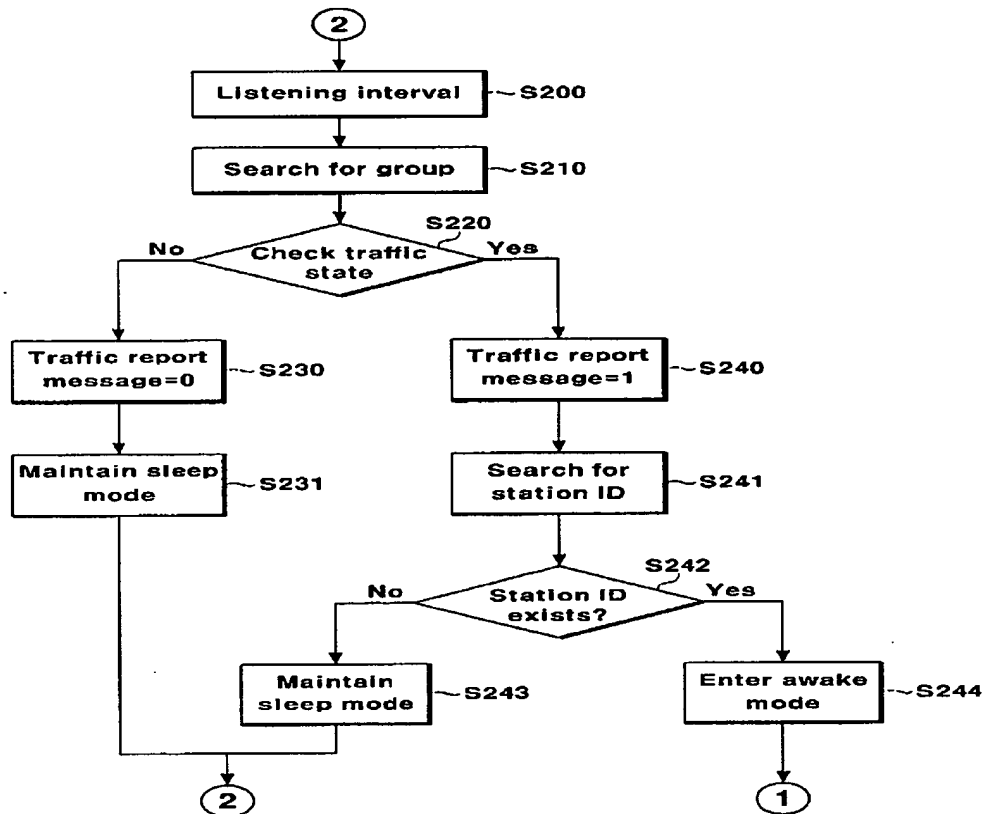 2
Listening interval
S200
Search for group
S210
S220
No
Check traffic
state
Yes
Traffic report
message=0
S230
Traffic report
message=1
S240
Maintain sleep
mode
S231
Search for
station ID
S241
S242
No
Station ID
exists?
Yes
Maintain
sleep mode
S243
Enter awake
mode
S244
2
1